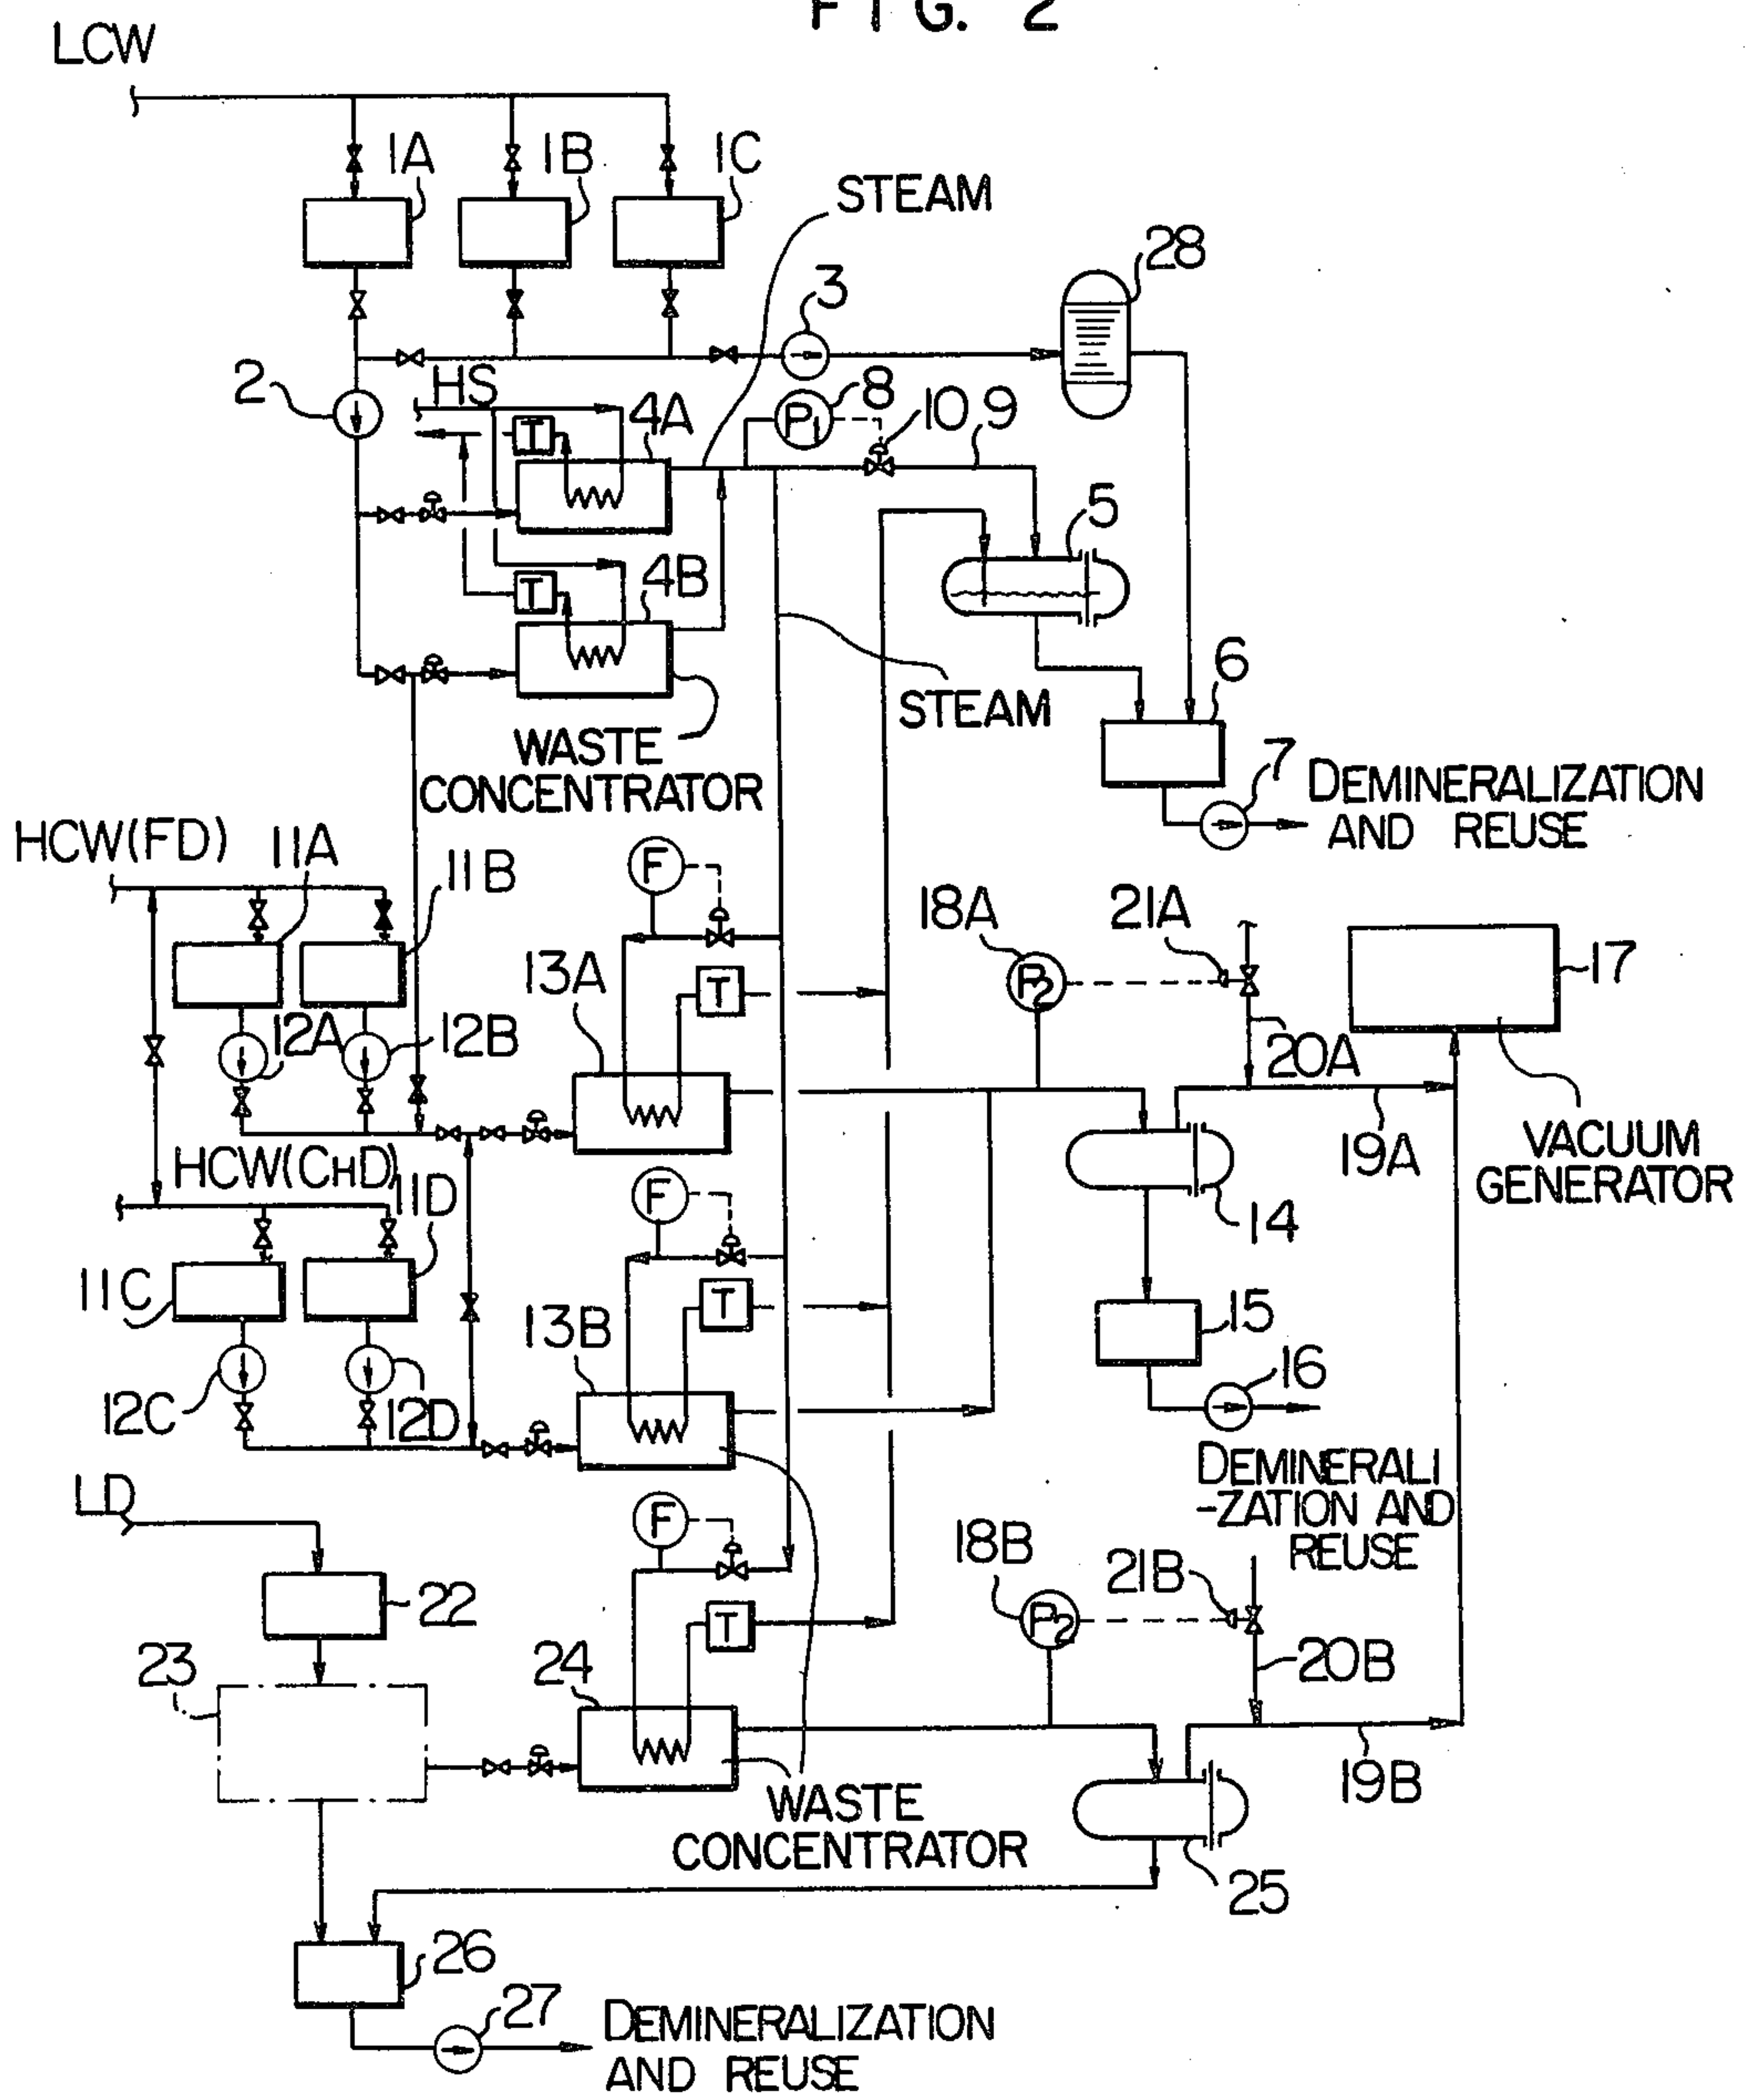 FIG. 2
LCW
1A
1B
1C
STEAM
28
3
2
HS
8
P1
10
9
T
4A
5
T
4B
6
STEAM
WASTE
CONCENTRATOR
7
DEMINERALIZATION
AND REUSE
HCW(FD)
11A
11B
F
18A
21A
17
13A
T
P2
12A
12B
20A
19A
VACUUM
GENERATOR
HCW(CHD)
11D
F
14
11C
T
15
13B
16
12C
12D
DEMINERALI
-ZATION AND
REUSE
LD
F
18B
21B
22
T
P2
23
24
20B
19B
WASTE
CONCENTRATOR
25
26
27
DEMINERALIZATION
AND REUSE